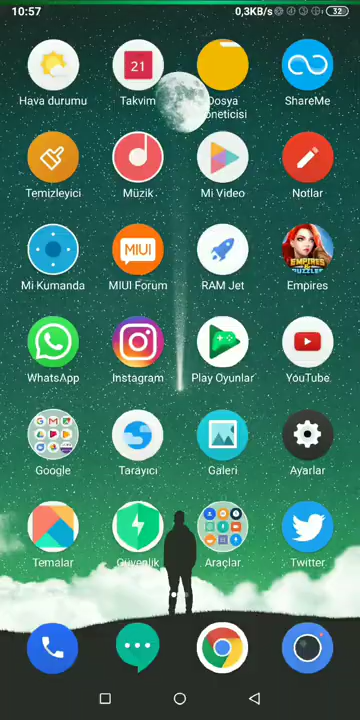 10:57
0,3KB/s
32
Hava durumu
21
Takvim
Dosya
yöneticisi
ShareMe
Temizleyici
Müzik
Mi Video
Notlar
Mi Kumanda
MIUI
MIUI Forum
RAM Jet
EMPIRES
& PUZZLES
Empires
WhatsApp
Instagram
Play Oyunlar
YouTube
Google
Tarayıcı
Galeri
Ayarlar
Temalar
Güvenlik
Araçlar
Twitter